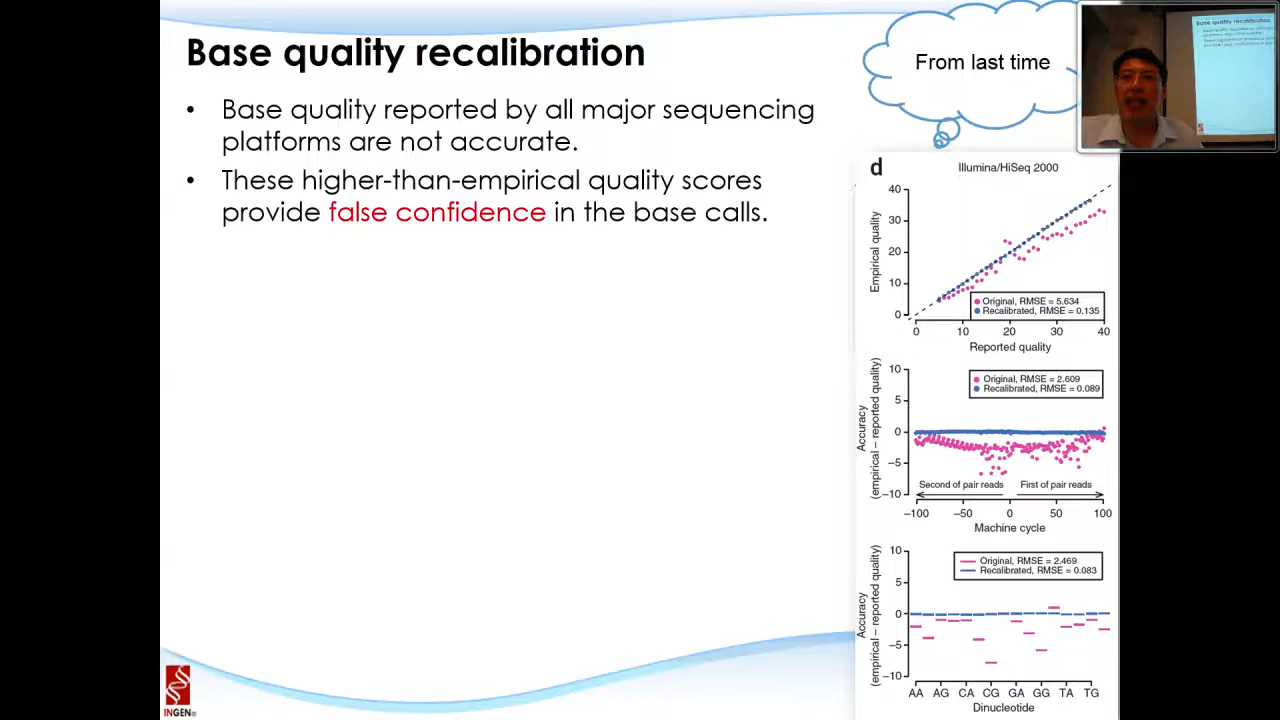 Base quality recalibration
• Base quality reported by all major sequencing
platforms are not accurate.
• These higher-than-empirical quality scores
provide false confidence in the base calls.
From last time
Base quality recalibration
d
Illumina/HiSeq 2000
Empirical quality
40
30
20
10
0
Original, RMSE = 5.634
Recalibrated, RMSE = 0.135
0 10 20 30 40
Reported quality
Accuracy
(empirical – reported quality)
10
5
0
–5
–10
Original, RMSE = 2.609
Recalibrated, RMSE = 0.089
Second of pair reads First of pair reads
–100 –50 0 50 100
Machine cycle
Accuracy
(empirical – reported quality)
10
5
0
–5
–10
Original, RMSE = 2.469
Recalibrated, RMSE = 0.083
AA AG CA CG GA GG TA TG
Dinucleotide
INGEN®